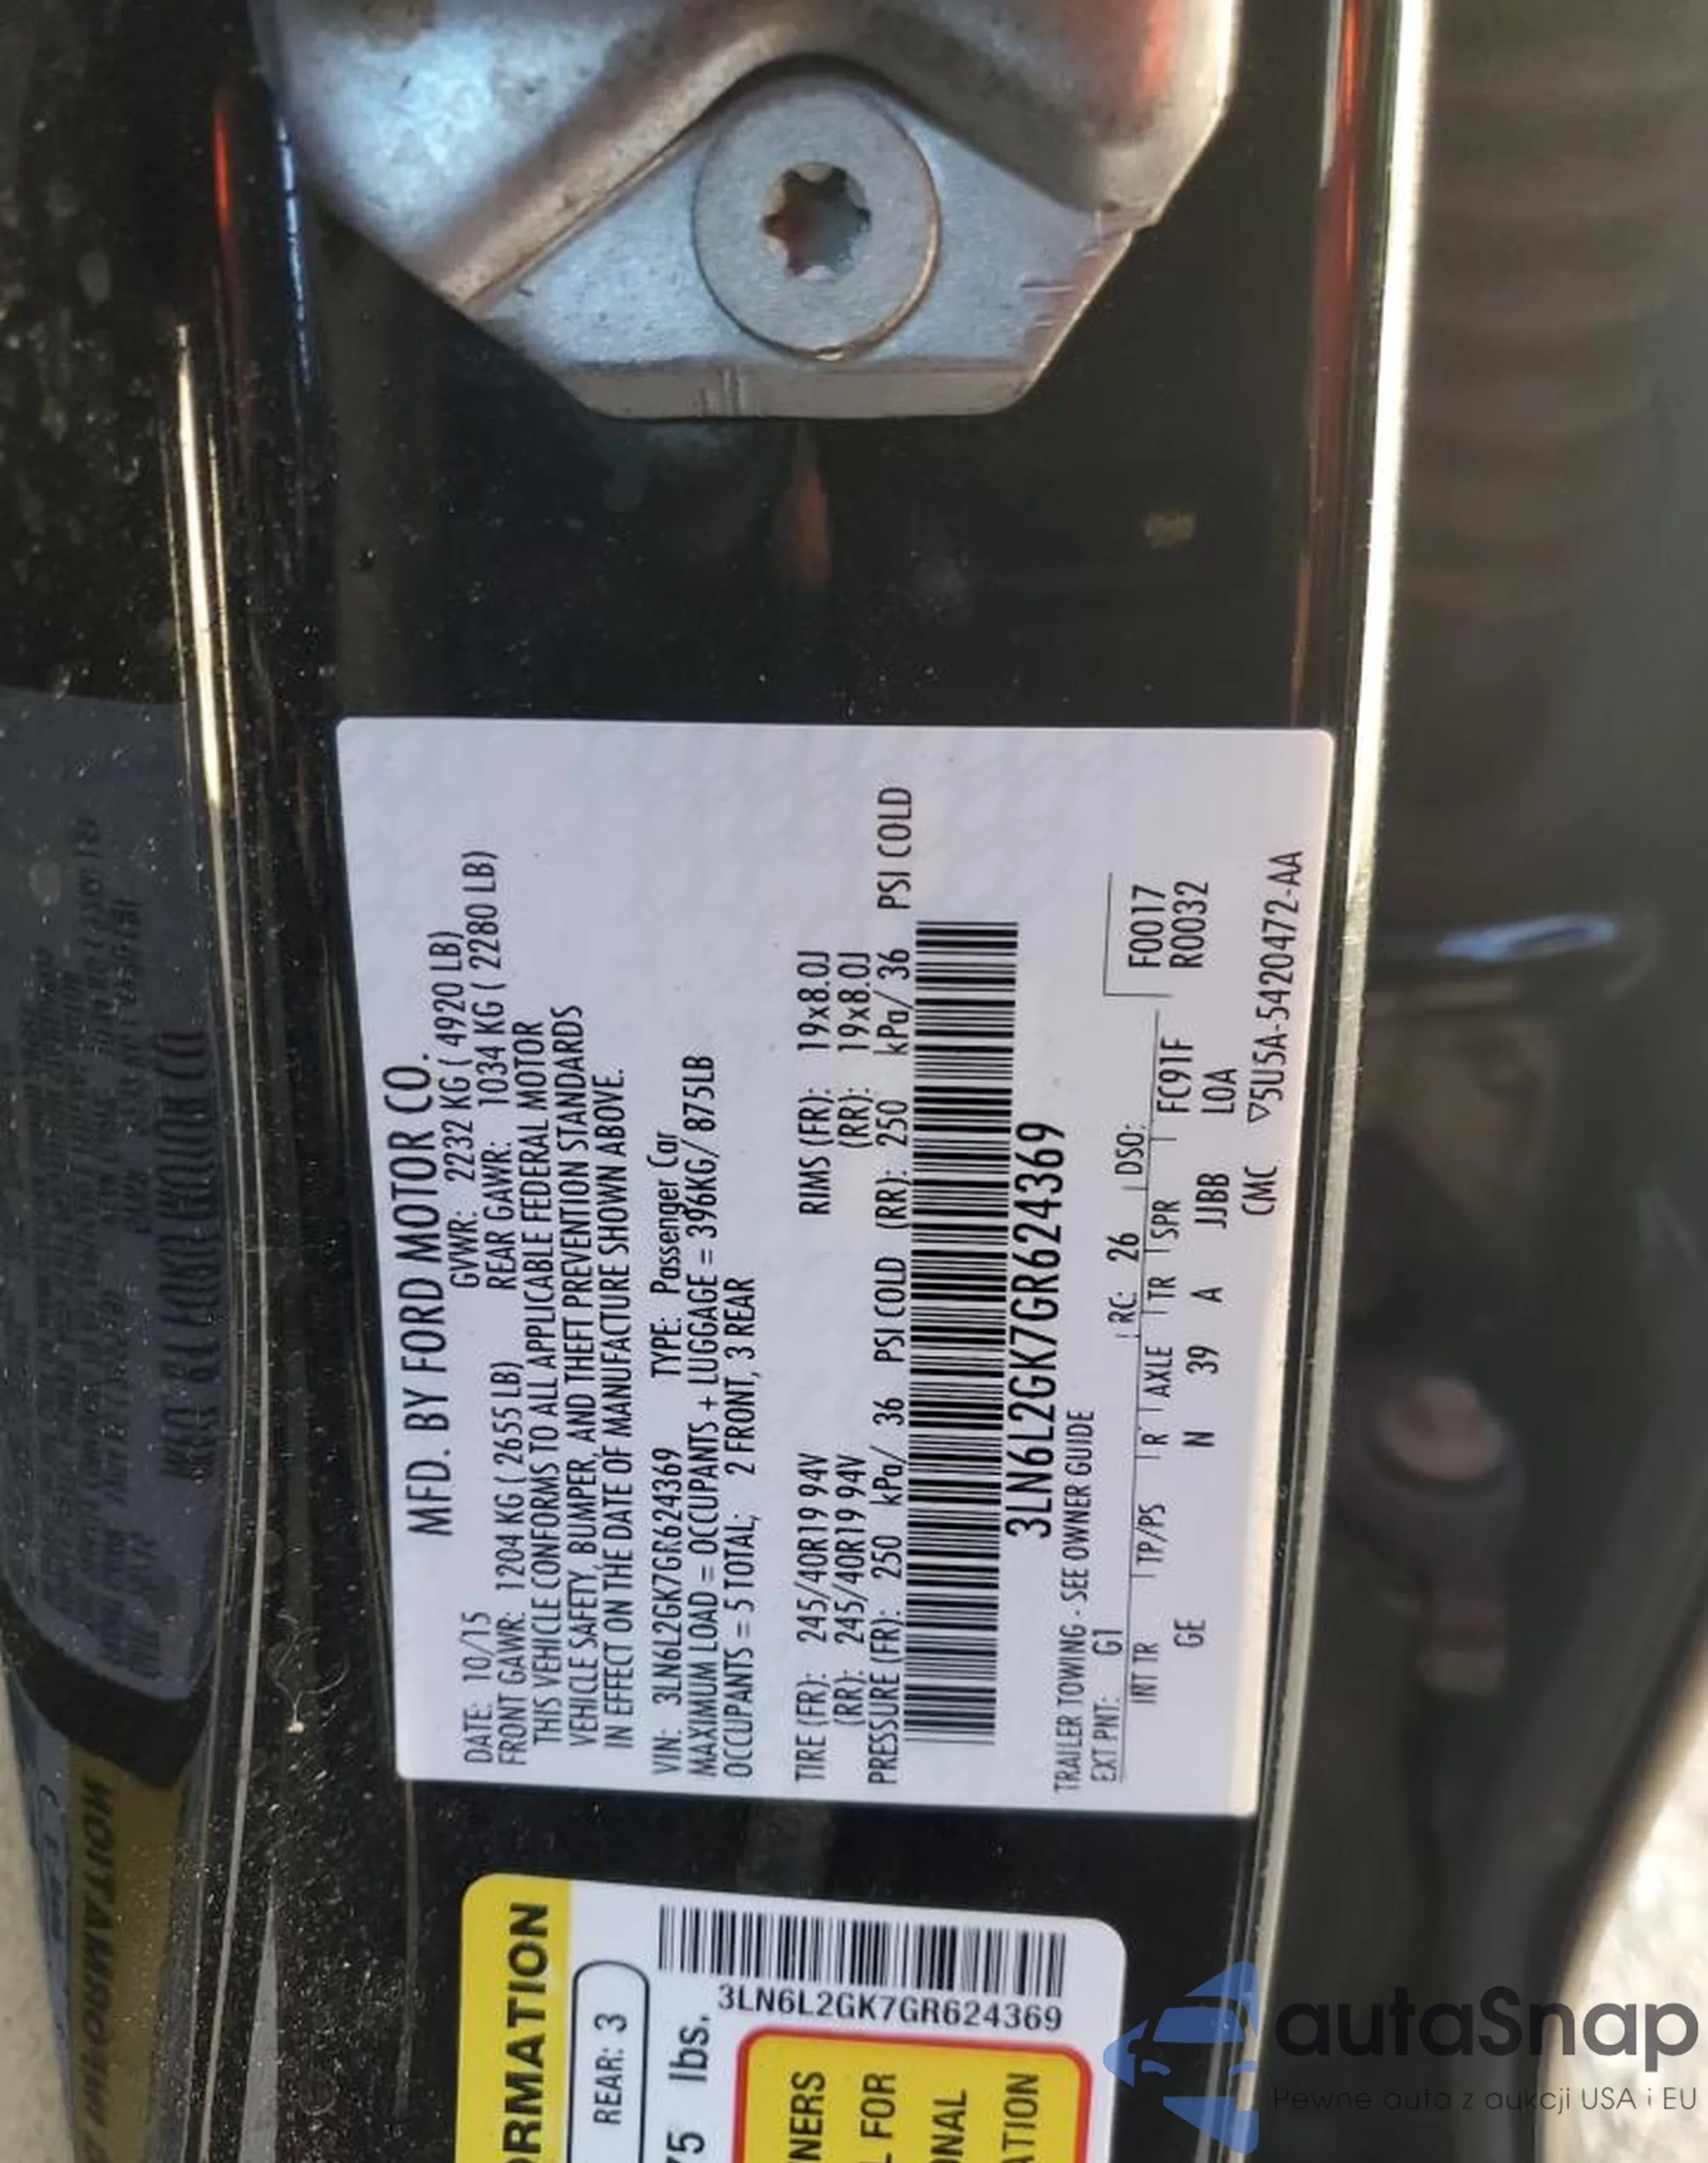 MFD. BY FORD MOTOR CO.
DATE: 10/15 GVWR: 2232 KG ( 4920 LB)
FRONT GAWR: 1204 KG ( 2655 LB) REAR GAWR: 1034 KG ( 2280 LB)
THIS VEHICLE CONFORMS TO ALL APPLICABLE FEDERAL MOTOR
VEHICLE SAFETY, BUMPER, AND THEFT PREVENTION STANDARDS
IN EFFECT ON THE DATE OF MANUFACTURE SHOWN ABOVE.
VIN: 3LN6L2GK7GR624369 TYPE: Passenger Car
MAXIMUM LOAD = OCCUPANTS + LUGGAGE = 396KG/ 875LB
OCCUPANTS = 5 TOTAL; 2 FRONT, 3 REAR
TIRE (FR): 245/40R19 94V RIMS (FR): 19x8.0J
(RR): 245/40R19 94V (RR): 19x8.0J
PRESSURE (FR): 250 kPa/ 36 PSI COLD (RR): 250 kPa/ 36 PSI COLD
3LN6L2GK7GR624369
TRAILER TOWING - SEE OWNER GUIDE
EXT PNT: G1 RC: 26 DSO: F0017
INT TR TP/PS R AXLE TR SPR FC91F R0032
GE N 39 A JJBB LOA
CMC ▽5U5A-5420472-AA
ORMATION
REAR: 3
75 lbs.
3LN6L2GK7GR624369
NERS
L FOR
ONAL
ATION
autaSnap
Pewne auta z aukcji USA i EU